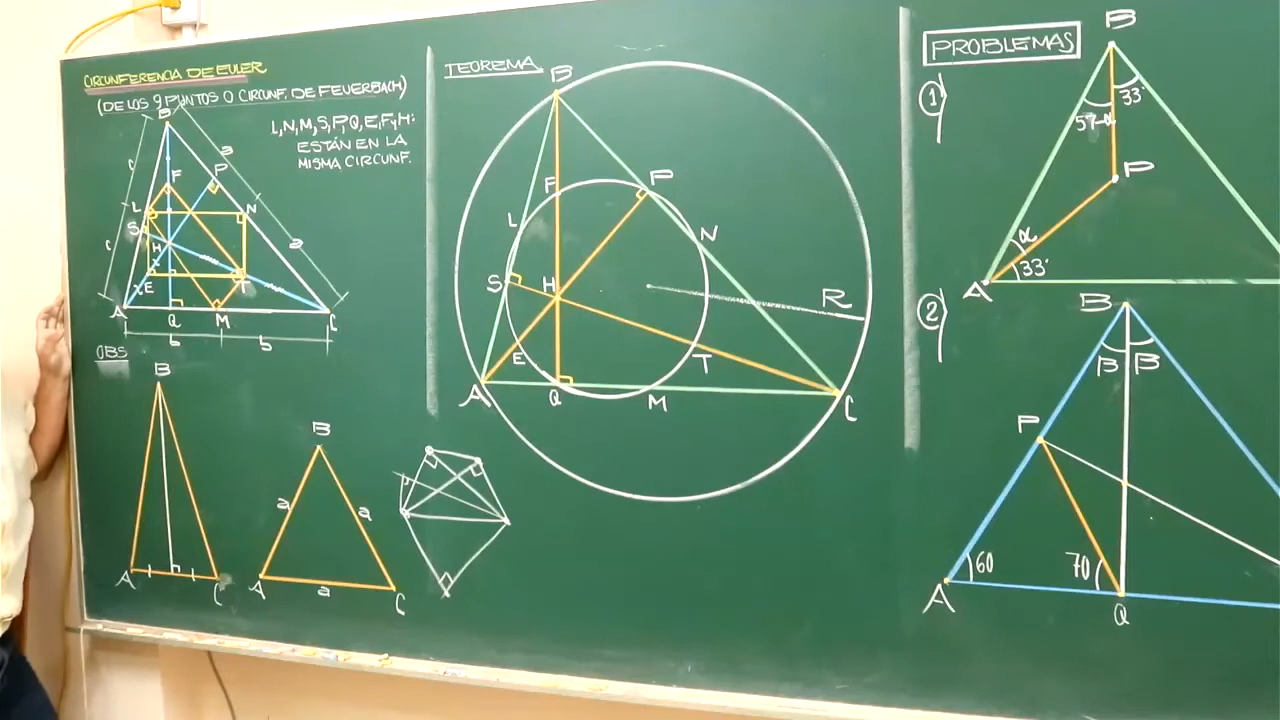 CIRCUNFERENCIA DE EULER
(DE LOS 9 PUNTOS O CIRCUNF. DE FEUERBACH)
L, N, M, S, P, Q, E, F y H:
ESTÁN EN LA
MISMA CIRCUNF.
B
c
a
F
P
L
N
S
H
c
a
E
T
A
Q
M
C
b
b
OBS
B
A
C
B
a
a
A
a
C
TEOREMA
B
F
P
L
N
S
H
R
E
T
A
Q
M
C
PROBLEMAS
1)
B
33°
57-α
P
α
33°
A
2)
B
β
β
P
60
70
A
Q